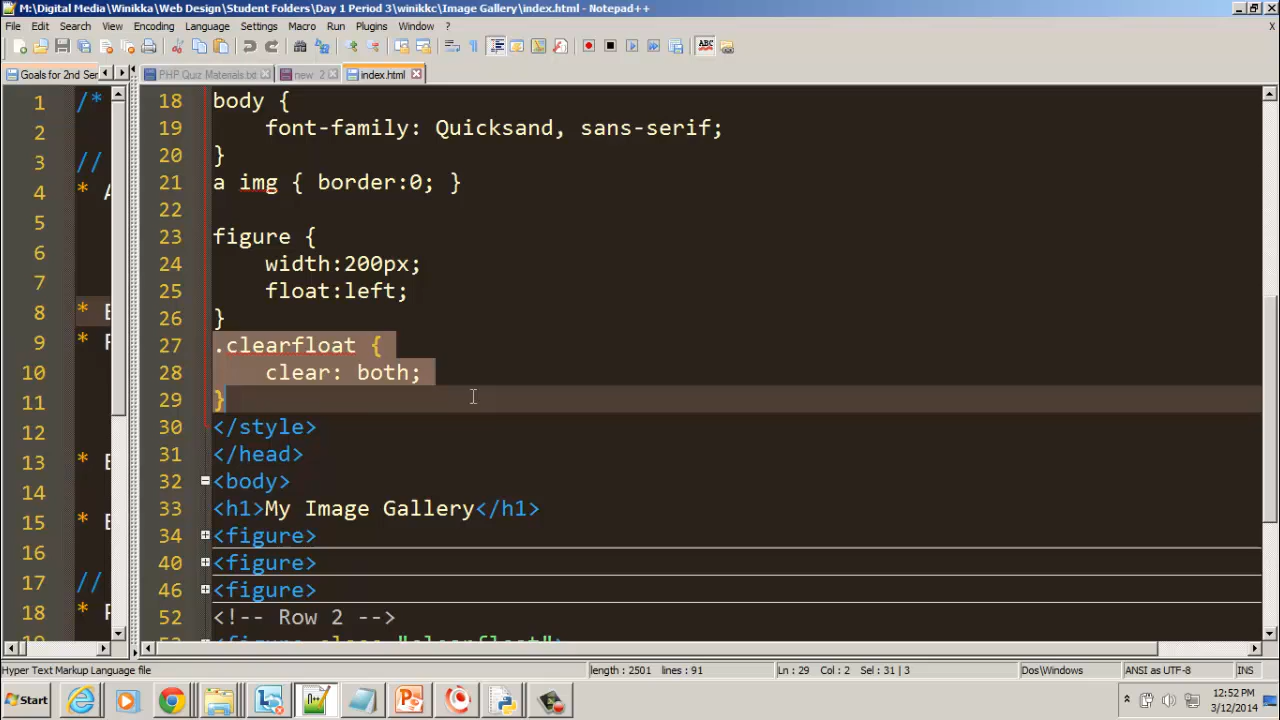 M:\Digital Media\Winikka\Web Design\Student Folders\Day 1 Period 3\winikkc\Image Gallery\index.html - Notepad++
File Edit Search View Encoding Language Settings Macro Run Plugins Window ?
X
ABC
Goals for 2nd Ser
PHP Quiz Materials.txt
new 2
index.html
1 /*
2
3 //
4 * A
5
6
7
8 * E
9 * F
10
11
12
13 * E
14
15 * E
16
17 //
18 * F
19
18 body {
19 font-family: Quicksand, sans-serif;
20 }
21 a img { border:0; }
22
23 figure {
24 width:200px;
25 float:left;
26 }
27 .clearfloat {
28 clear: both;
29 }
30 </style>
31 </head>
32 <body>
33 <h1>My Image Gallery</h1>
34 <figure>
40 <figure>
46 <figure>
52 <!-- Row 2 -->
53 <figure class="clearfloat">
Hyper Text Markup Language file
length : 2501 lines : 91
Ln : 29 Col : 2 Sel : 31 | 3
Dos\Windows
ANSI as UTF-8
INS
Start
12:52 PM
3/12/2014